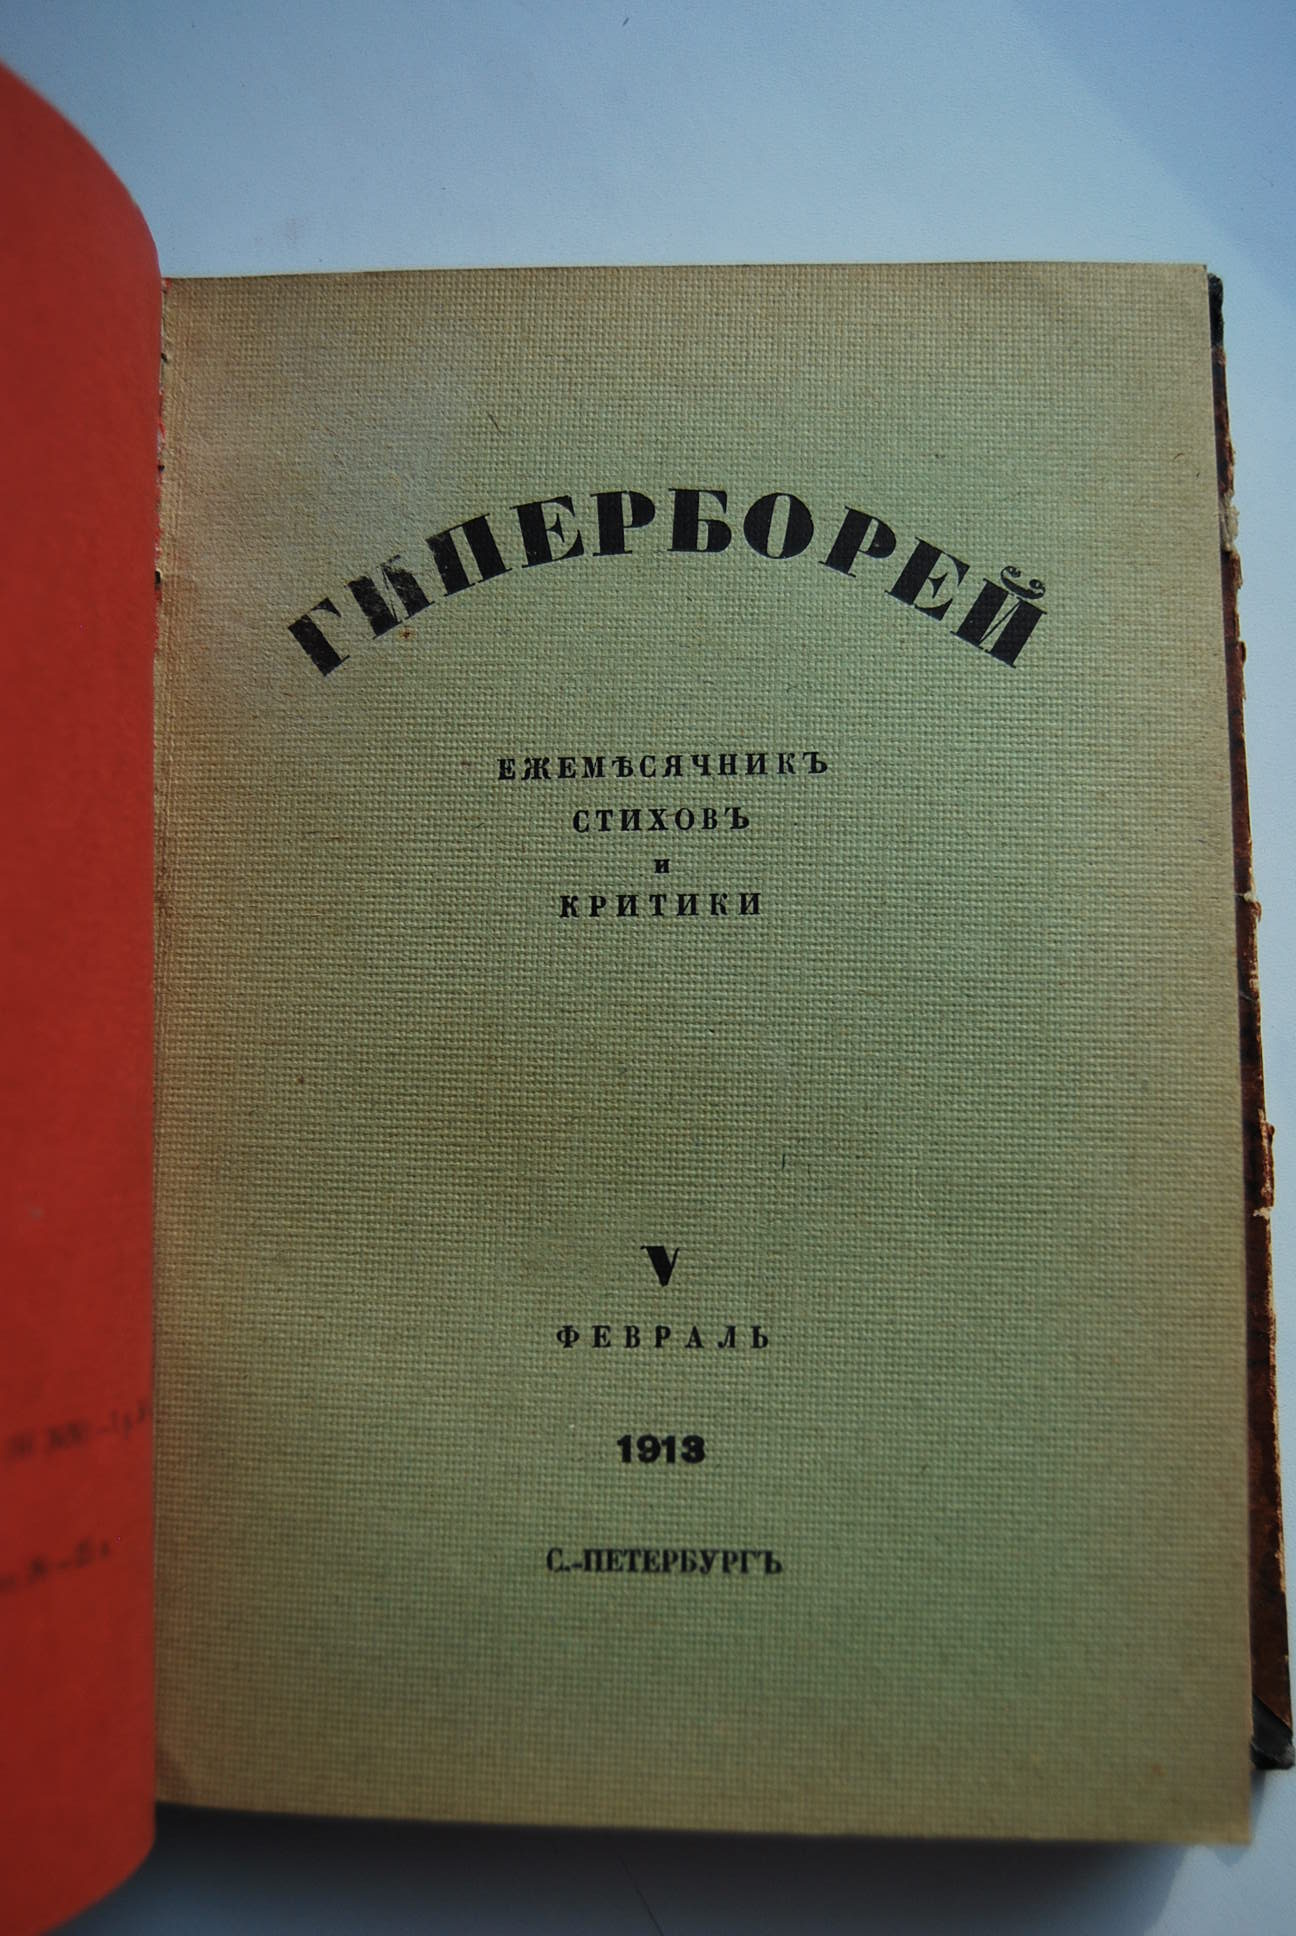 ГИПЕРБОРЕЙ
ЕЖЕМѢСЯЧНИКЪ
СТИХОВЪ
И
КРИТИКИ
V
ФЕВРАЛЬ
1913
С.-ПЕТЕРБУРГЪ